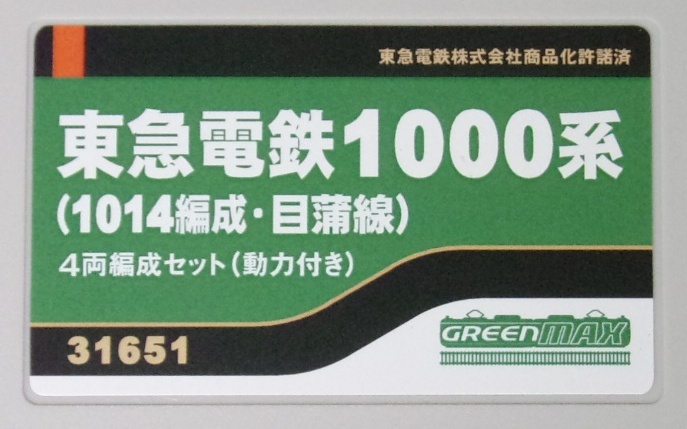 東急電鉄株式会社商品化許諾済
東急電鉄1000系
(1014編成・目蒲線)
4両編成セット(動力付き)
31651
GREENMAX